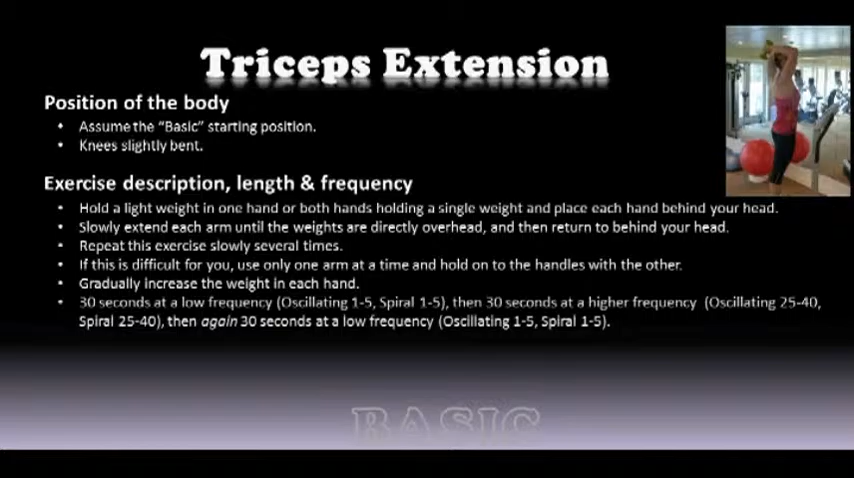 Triceps Extension
Position of the body
• Assume the “Basic” starting position.
• Knees slightly bent.
Exercise description, length & frequency
• Hold a light weight in one hand or both hands holding a single weight and place each hand behind your head.
• Slowly extend each arm until the weights are directly overhead, and then return to behind your head.
• Repeat this exercise slowly several times.
• If this is difficult for you, use only one arm at a time and hold on to the handles with the other.
• Gradually increase the weight in each hand.
• 30 seconds at a low frequency (Oscillating 1-5, Spiral 1-5), then 30 seconds at a higher frequency (Oscillating 25-40,
Spiral 25-40), then again 30 seconds at a low frequency (Oscillating 1-5, Spiral 1-5).
BASIC